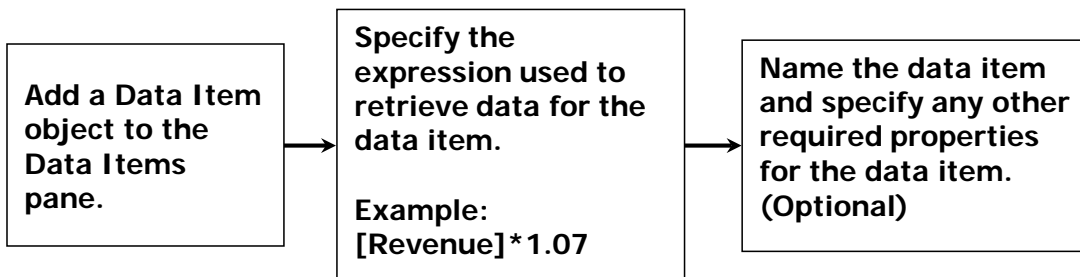 Add a Data Item
object to the
Data Items
pane.
Specify the
expression used to
retrieve data for the
data item.
Example:
[Revenue]*1.07
Name the data item
and specify any other
required properties
for the data item.
(Optional)